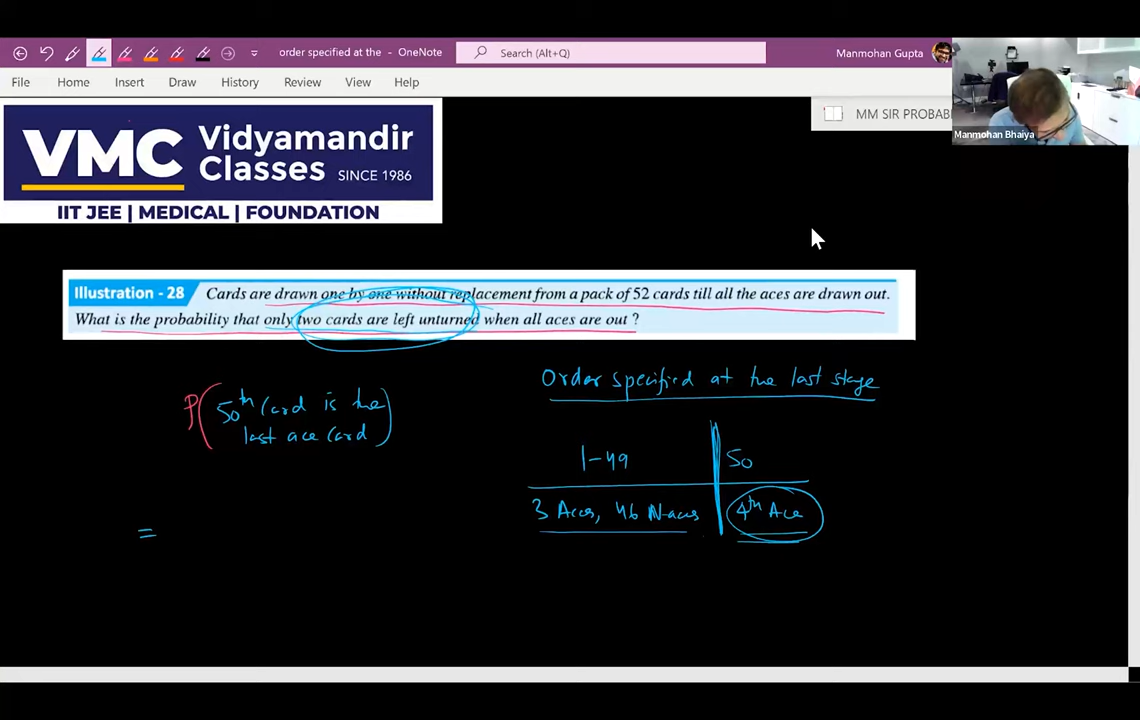 order specified at the - OneNote
Search (Alt+Q)
Manmohan Gupta
File Home Insert Draw History Review View Help
MM SIR PROBAB
Manmohan Bhaiya
VMC Vidyamandir Classes SINCE 1986
IIT JEE | MEDICAL | FOUNDATION
Illustration - 28 Cards are drawn one by one without replacement from a pack of 52 cards till all the aces are drawn out.
What is the probability that only two cards are left unturned when all aces are out ?
Order specified at the last stage
P( 50th Card is the
last ace Card )
1-49 50
3 Aces, 46 N-aces 4th Ace
=